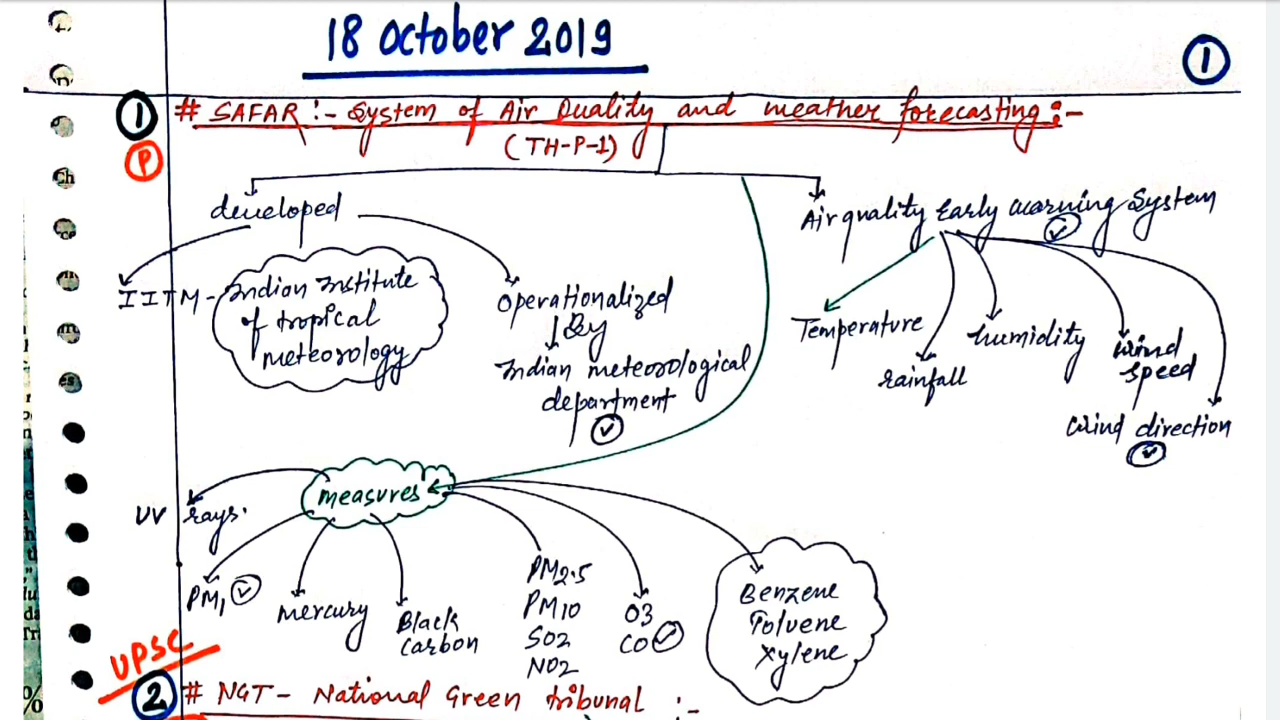 18 October 2019
1
1 # SAFAR :- System of Air Quality and weather forecasting :-
P
(TH-P-1)
developed
Air quality Early warning System
IITM - Indian Institute
of tropical
meteorology
Operationalized
By
Indian meteorological
department
Temperature
rainfall
humidity
Wind
speed
Wind direction
measures
UV rays.
PM1
Mercury
Black
Carbon
PM2.5
PM10
SO2
NO2
O3
CO
Benzene
Toluene
Xylene
UPSC
2 # NGT - National Green tribunal :-